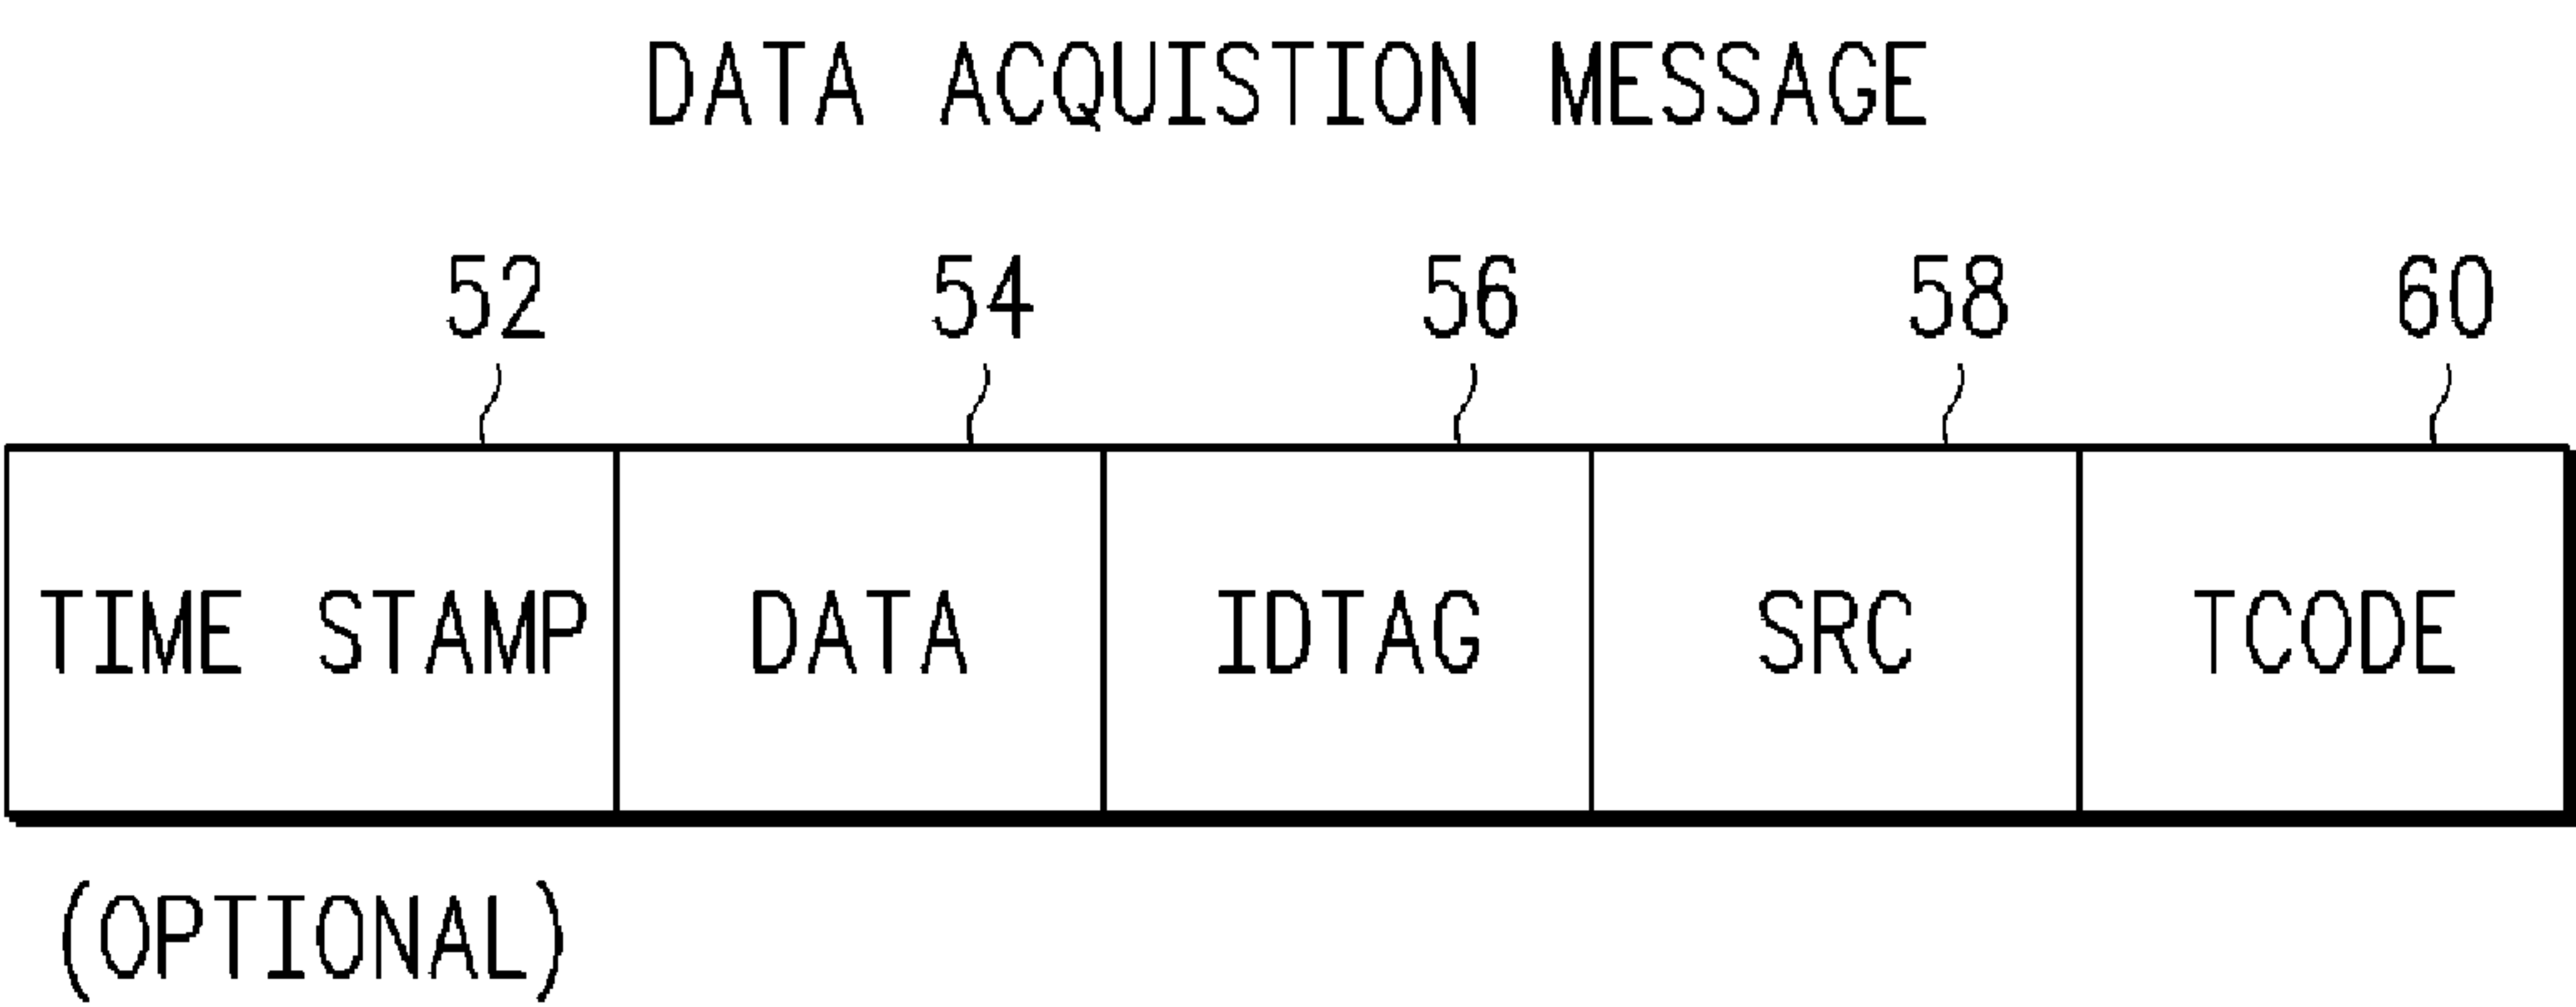 DATA ACQUISTION MESSAGE
52 54 56 58 60
TIME STAMP DATA IDTAG SRC TCODE
(OPTIONAL)